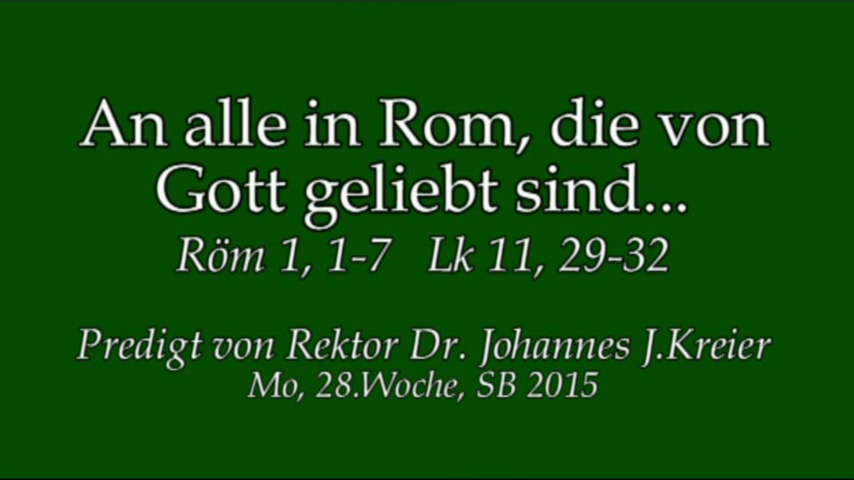 An alle in Rom, die von
Gott geliebt sind...
Röm 1, 1-7   Lk 11, 29-32
Predigt von Rektor Dr. Johannes J.Kreier
Mo, 28.Woche, SB 2015